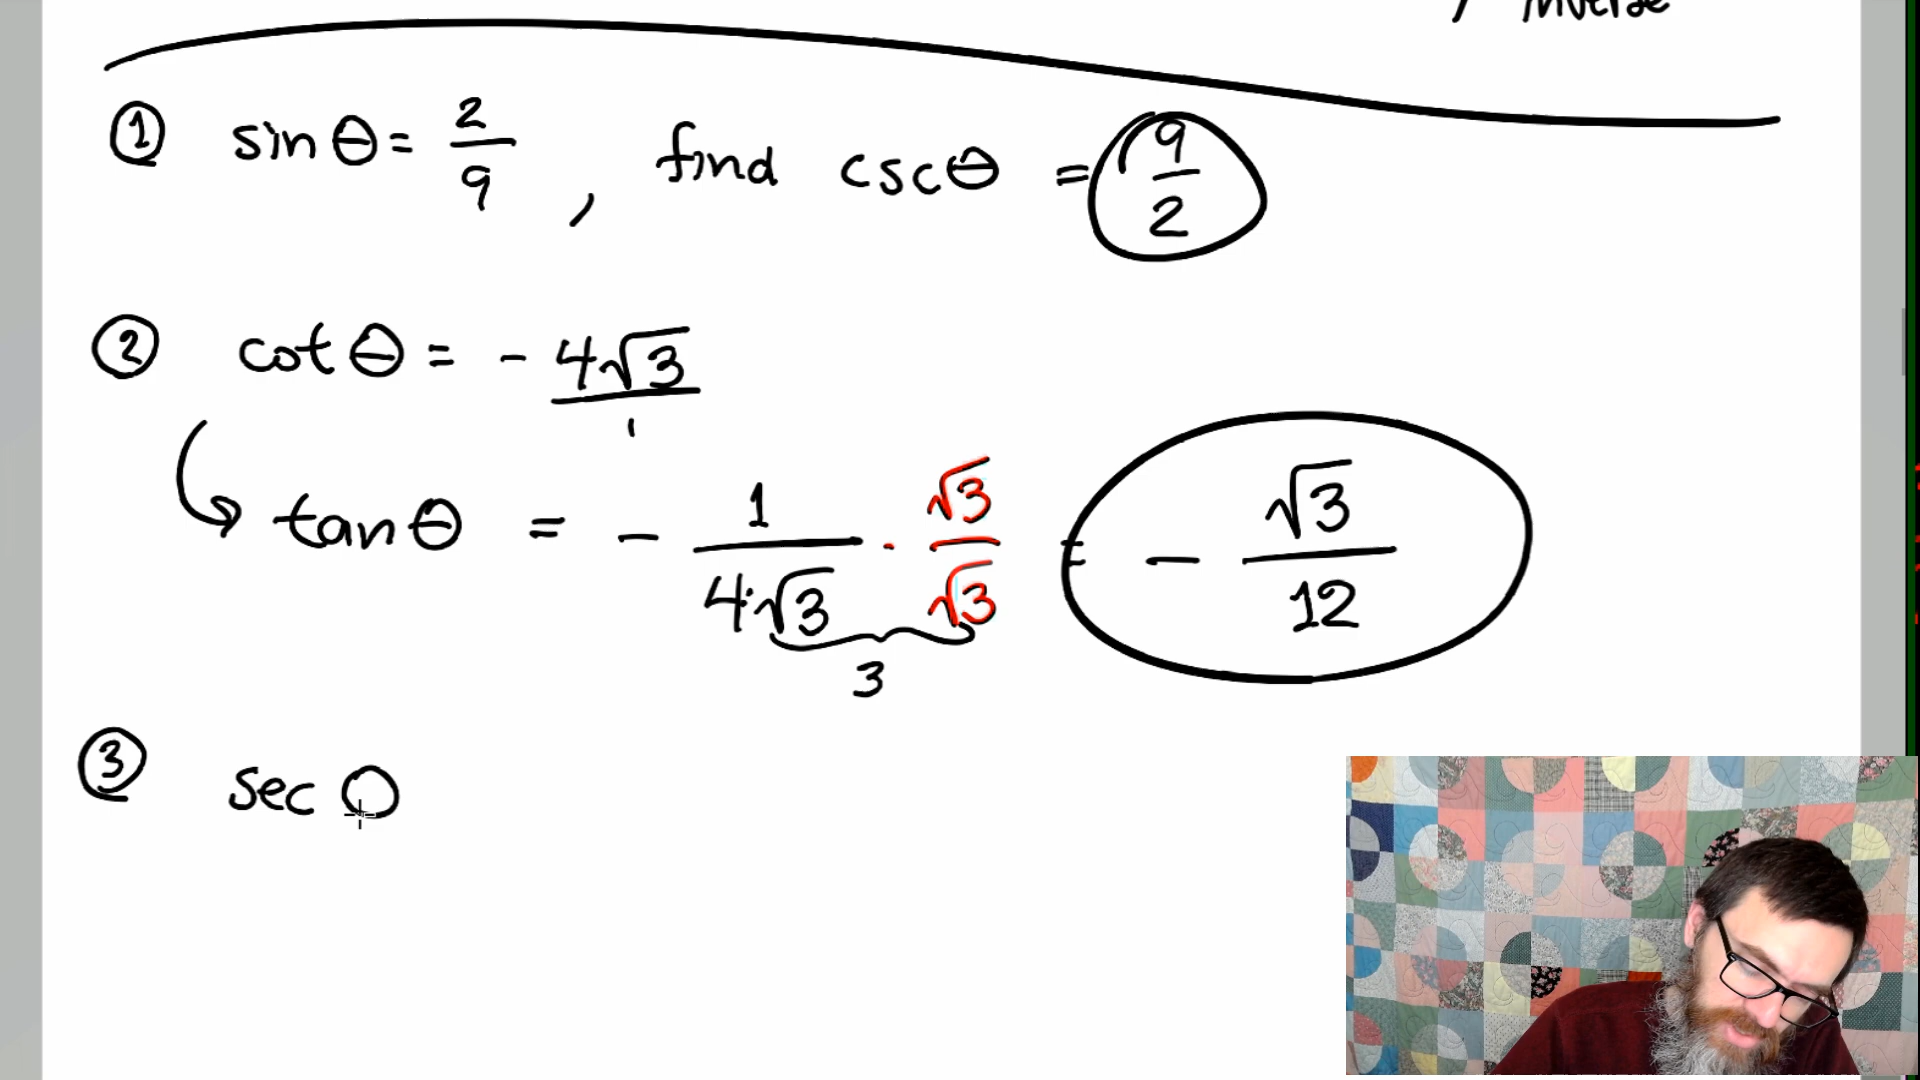 inverse
① sin θ = 2/9 , find csc θ = 9/2
② cot θ = - 4√3/1
tan θ = - 1/4·√3 · √3/√3 = - √3/12
3
③ sec O